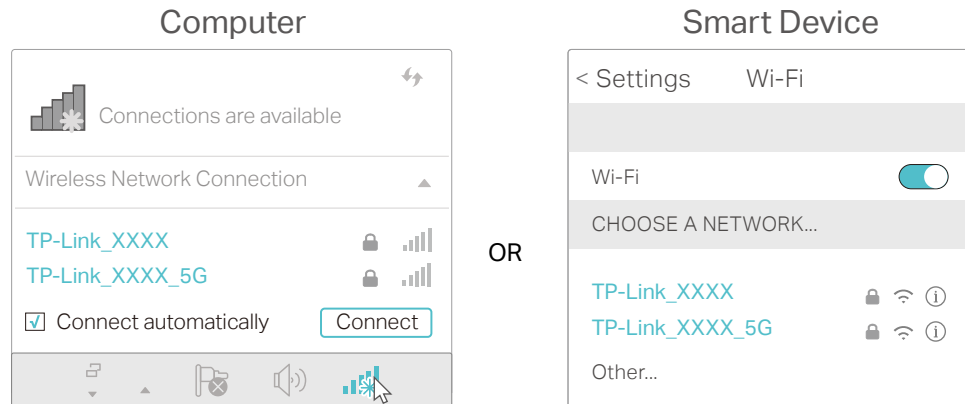 Computer
Connections are available
Wireless Network Connection
TP-Link_XXXX
TP-Link_XXXX_5G
Connect automatically
Connect
OR
Smart Device
< Settings Wi-Fi
Wi-Fi
CHOOSE A NETWORK...
TP-Link_XXXX
TP-Link_XXXX_5G
Other...